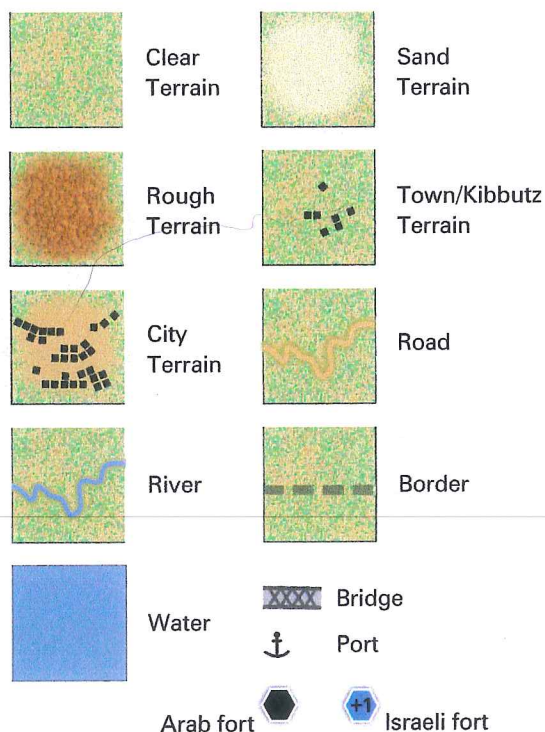 Clear
Terrain
Sand
Terrain
Rough
Terrain
Town/Kibbutz
Terrain
City
Terrain
Road
River
Border
Water
Bridge
Port
Arab fort
+1
Israeli fort